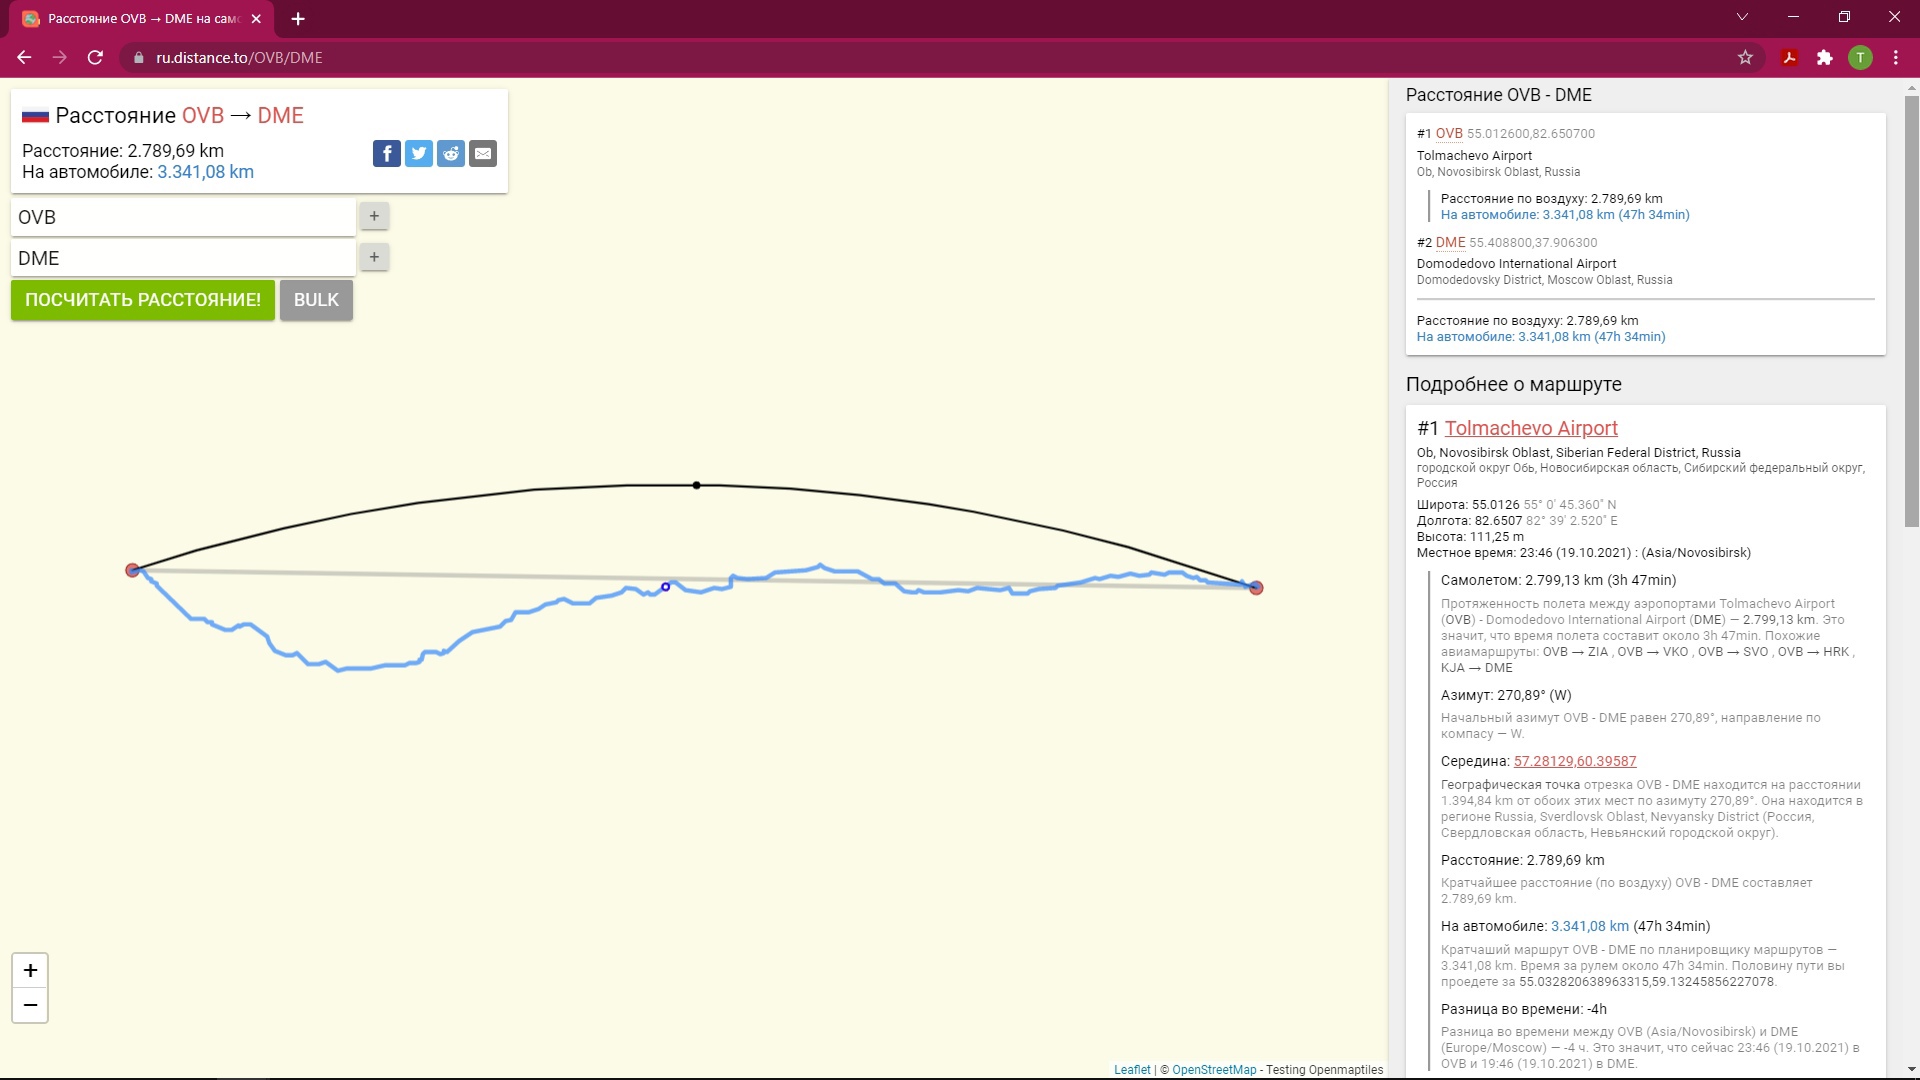 Расстояние OVB → DME на само
ru.distance.to/OVB/DME
T
Расстояние OVB → DME
Расстояние: 2.789,69 km
На автомобиле: 3.341,08 km
OVB
+
DME
+
ПОСЧИТАТЬ РАССТОЯНИЕ!
BULK
+
−
Leaflet | © OpenStreetMap - Testing Openmaptiles
Расстояние OVB - DME
#1 OVB 55.012600,82.650700
Tolmachevo Airport
Ob, Novosibirsk Oblast, Russia
Расстояние по воздуху: 2.789,69 km
На автомобиле: 3.341,08 km (47h 34min)
#2 DME 55.408800,37.906300
Domodedovo International Airport
Domodedovsky District, Moscow Oblast, Russia
Расстояние по воздуху: 2.789,69 km
На автомобиле: 3.341,08 km (47h 34min)
Подробнее о маршруте
#1 Tolmachevo Airport
Ob, Novosibirsk Oblast, Siberian Federal District, Russia
городской округ Обь, Новосибирская область, Сибирский федеральный округ,
Россия
Широта: 55.0126 55° 0' 45.360" N
Долгота: 82.6507 82° 39' 2.520" E
Высота: 111,25 m
Местное время: 23:46 (19.10.2021) : (Asia/Novosibirsk)
Самолетом: 2.799,13 km (3h 47min)
Протяженность полета между аэропортами Tolmachevo Airport
(OVB) - Domodedovo International Airport (DME) — 2.799,13 km. Это
значит, что время полета составит около 3h 47min. Похожие
авиамаршруты: OVB → ZIA , OVB → VKO , OVB → SVO , OVB → HRK ,
KJA → DME
Азимут: 270,89° (W)
Начальный азимут OVB - DME равен 270,89°, направление по
компасу — W.
Середина: 57.28129,60.39587
Географическая точка отрезка OVB - DME находится на расстоянии
1.394,84 km от обоих этих мест по азимуту 270,89°. Она находится в
регионе Russia, Sverdlovsk Oblast, Nevyansky District (Россия,
Свердловская область, Невьянский городской округ).
Расстояние: 2.789,69 km
Кратчайшее расстояние (по воздуху) OVB - DME составляет
2.789,69 km.
На автомобиле: 3.341,08 km (47h 34min)
Кратчаший маршрут OVB - DME по планировщику маршрутов —
3.341,08 km. Время за рулем около 47h 34min. Половину пути вы
проедете за 55.032820638963315,59.13245856227078.
Разница во времени: -4h
Разница во времени между OVB (Asia/Novosibirsk) и DME
(Europe/Moscow) — -4 ч. Это значит, что сейчас 23:46 (19.10.2021) в
OVB и 19:46 (19.10.2021) в DME.